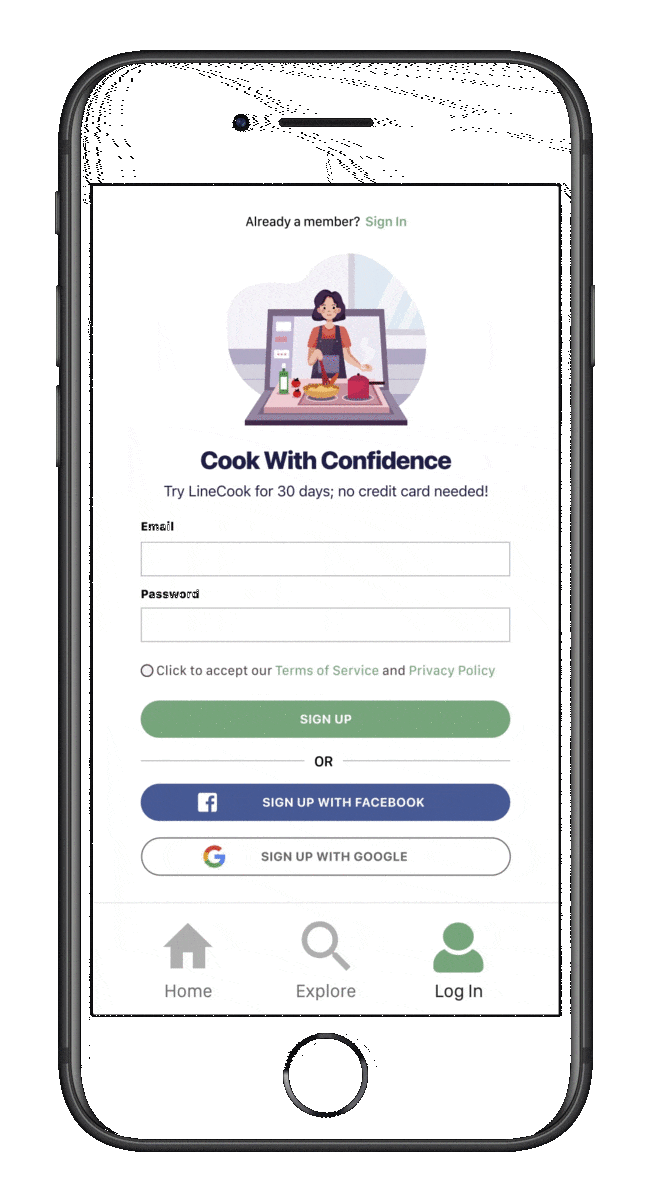 Already a member? Sign In
Cook With Confidence
Try LineCook for 30 days; no credit card needed!
Email
Password
Click to accept our Terms of Service and Privacy Policy
SIGN UP
OR
SIGN UP WITH FACEBOOK
SIGN UP WITH GOOGLE
Home
Explore
Log In